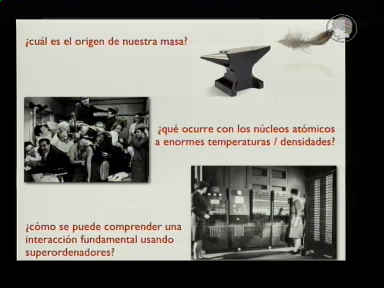 ¿cuál es el origen de nuestra masa?
¿qué ocurre con los núcleos atómicos
a enormes temperaturas / densidades?
¿cómo se puede comprender una
interacción fundamental usando
superordenadores?